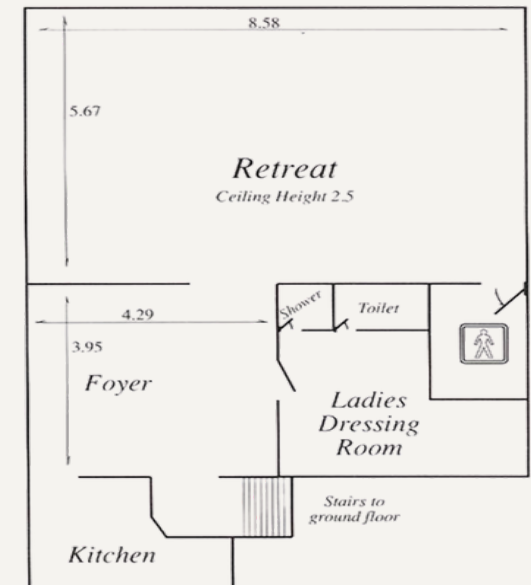 8.58
5.67
Retreat
Ceiling Height 2.5
Shower
Toilet
4.29
3.95
Foyer
Ladies
Dressing
Room
Stairs to
ground floor
Kitchen